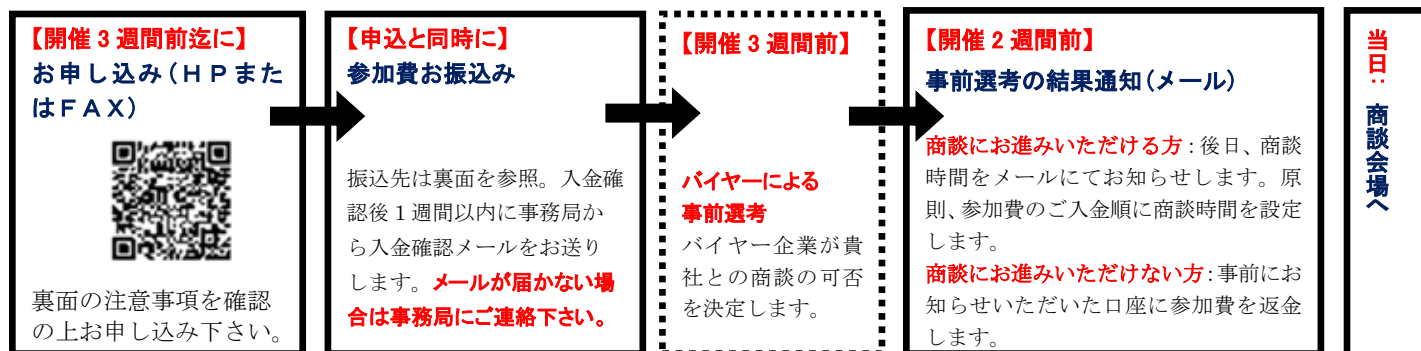 【開催３週間前迄に】
お申し込み（ＨＰまた
はＦＡＸ）
裏面の注意事項を確認
の上お申し込み下さい。
【申込と同時に】
参加費お振込み
振込先は裏面を参照。入金確
認後１週間以内に事務局か
ら入金確認メールをお送り
します。メールが届かない場
合は事務局にご連絡下さい。
【開催３週間前】
バイヤーによる
事前選考
バイヤー企業が貴
社との商談の可否
を決定します。
【開催２週間前】
事前選考の結果通知（メール）
商談にお進みいただける方：後日、商談
時間をメールにてお知らせします。原
則、参加費のご入金順に商談時間を設定
します。
商談にお進みいただけない方：事前にお
知らせいただいた口座に参加費を返金
します。
当日：　商談会場へ